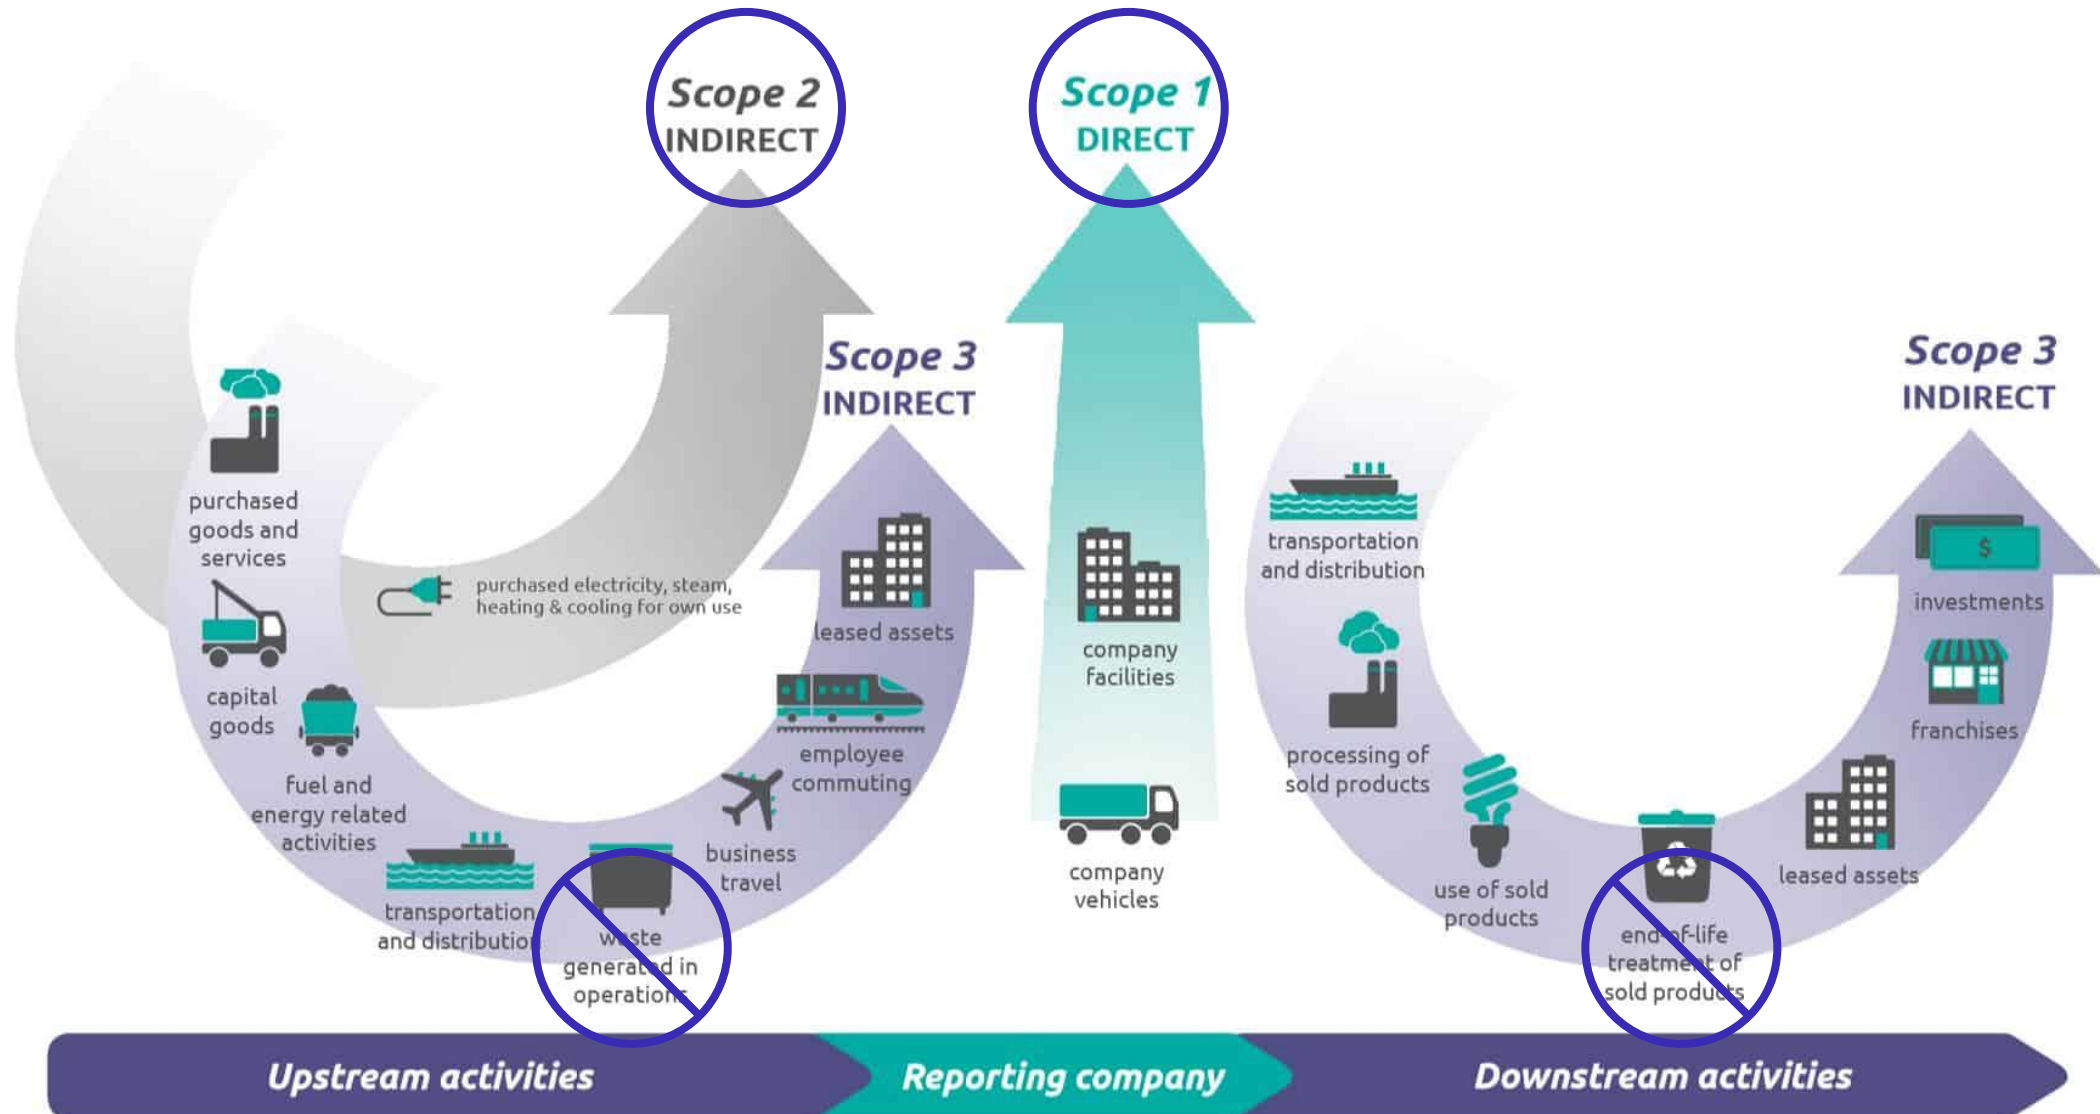 Scope 2
INDIRECT
Scope 1
DIRECT
Scope 3
INDIRECT
Scope 3
INDIRECT
purchased
goods and
services
capital
goods
fuel and
energy related
activities
purchased electricity, steam,
heating & cooling for own use
transportation
and distribution
waste
generated in
operations
business
travel
employee
commuting
leased assets
company
facilities
company
vehicles
transportation
and distribution
processing of
sold products
use of sold
products
end-of-life
treatment of
sold products
leased assets
franchises
investments
$
Upstream activities
Reporting company
Downstream activities